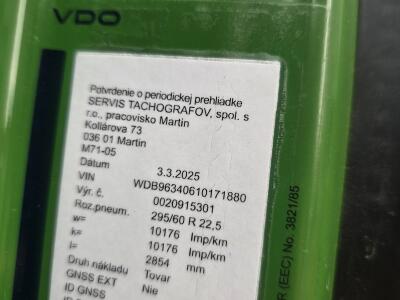 VDO
Potvrdenie o periodickej prehliadke
SERVIS TACHOGRAFOV, spol. s
r.o., pracovisko Martin
Kollárova 73
036 01 Martin
M71-05
Dátum 3.3.2025
VIN WDB96340610171880
Výr. č. 0020915301
Roz.pneum. 295/60 R 22,5
w= 10176 Imp/km
k= 10176 Imp/km
l= 2854 mm
Druh nákladu Tovar
GNSS EXT Nie
ID GNSS
R (EEC) No. 3821/85